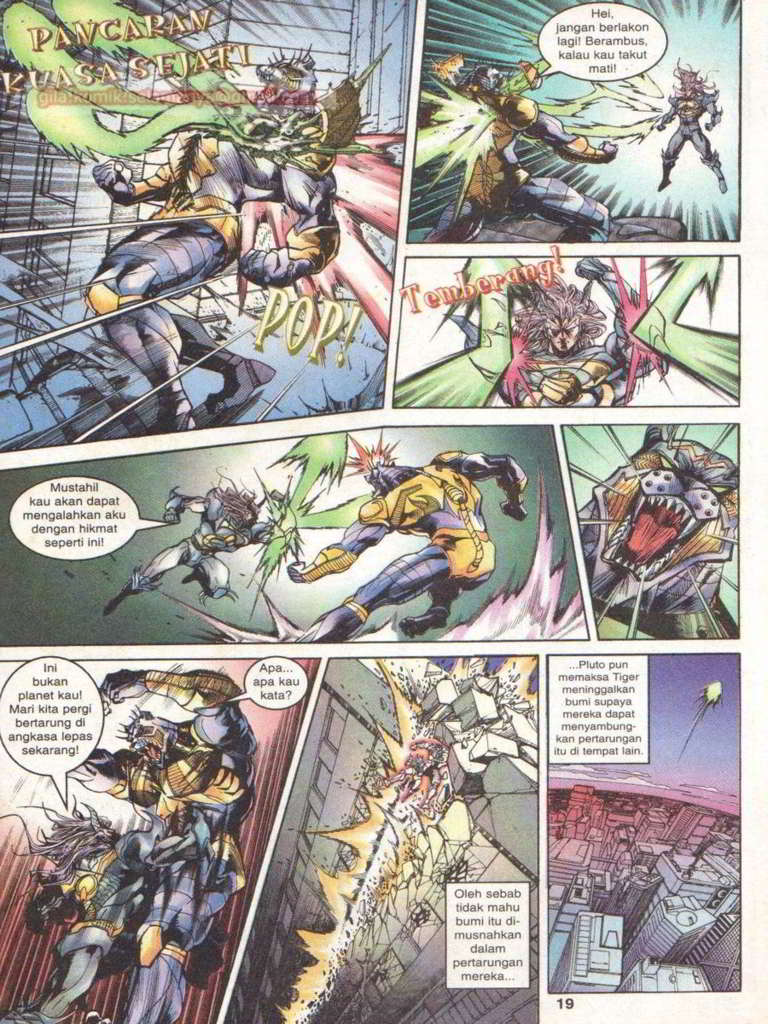 PANCARAN
KUASA SEJATI
POP!
Hei,
jangan berlakon
lagi! Berambus,
kalau kau takut
mati!
Temberang!
Mustahil
kau akan dapat
mengalahkan aku
dengan hikmat
seperti ini!
Ini
bukan
planet kau!
Mari kita pergi
bertarung di
angkasa lepas
sekarang!
Apa...
apa kau
kata?
Oleh sebab
tidak mahu
bumi itu di-
musnahkan
dalam
pertarungan
mereka...
...Pluto pun
memaksa Tiger
meninggalkan
bumi supaya
mereka dapat
menyambung-
kan pertarungan
itu di tempat lain.
19